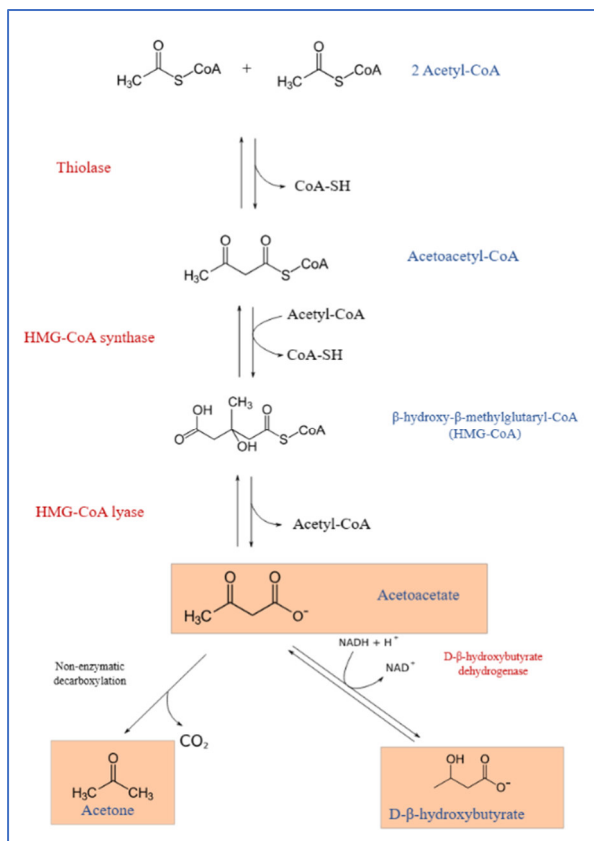 O
H₃C S CoA + O
H₃C S CoA 2 Acetyl-CoA
Thiolase
CoA-SH
O O
H₃C S CoA
Acetoacetyl-CoA
Acetyl-CoA
HMG-CoA synthase
CoA-SH
OH CH₃ O
O OH S CoA
β-hydroxy-β-methylglutaryl-CoA
(HMG-CoA)
HMG-CoA lyase
Acetyl-CoA
O O
H₃C O⁻
Acetoacetate
Non-enzymatic
decarboxylation
NADH + H⁺
NAD⁺
D-β-hydroxybutyrate
dehydrogenase
CO₂
O
H₃C CH₃
Acetone
OH O
O⁻
D-β-hydroxybutyrate